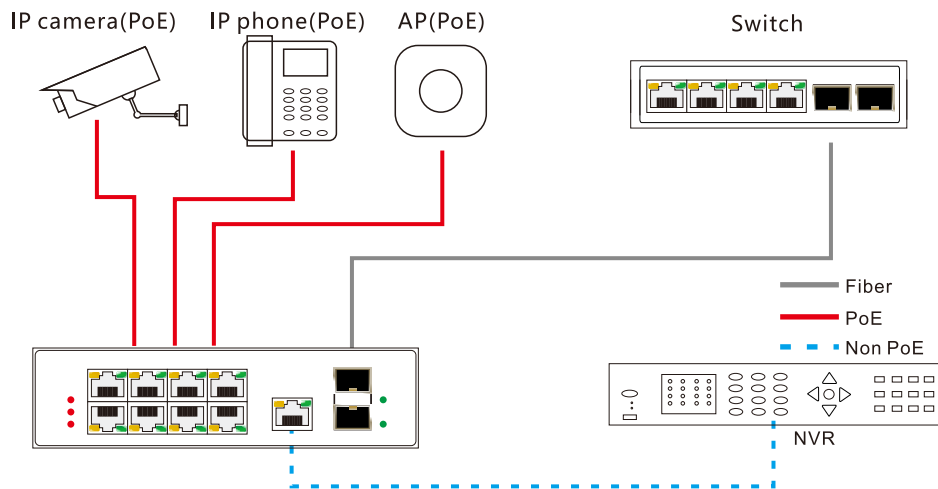 IP camera(PoE)
IP phone(PoE)
AP(PoE)
Switch
Fiber
PoE
Non PoE
NVR